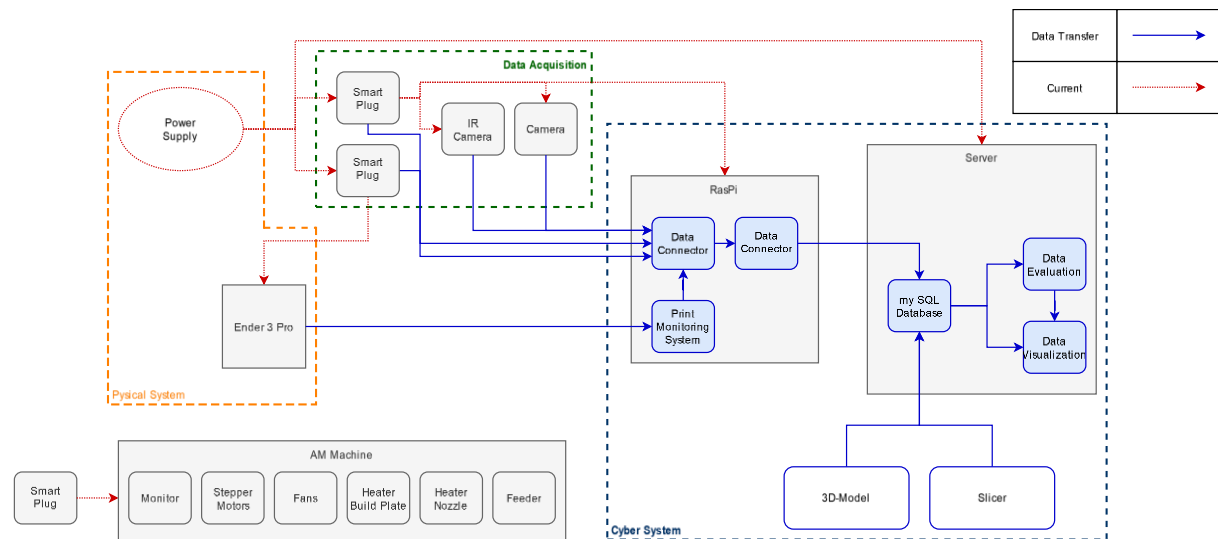 Data Transfer
Current
Data Acquisition
Smart
Plug
IR
Camera
Camera
Power
Supply
Smart
Plug
Server
RasPi
Data
Connector
Data
Connector
Data
Evaluation
my SQL
Database
Print
Monitoring
System
Data
Visualization
Ender 3 Pro
Pysical System
AM Machine
Smart
Plug
Monitor
Stepper
Motors
Fans
Heater
Build Plate
Heater
Nozzle
Feeder
3D-Model
Slicer
Cyber System